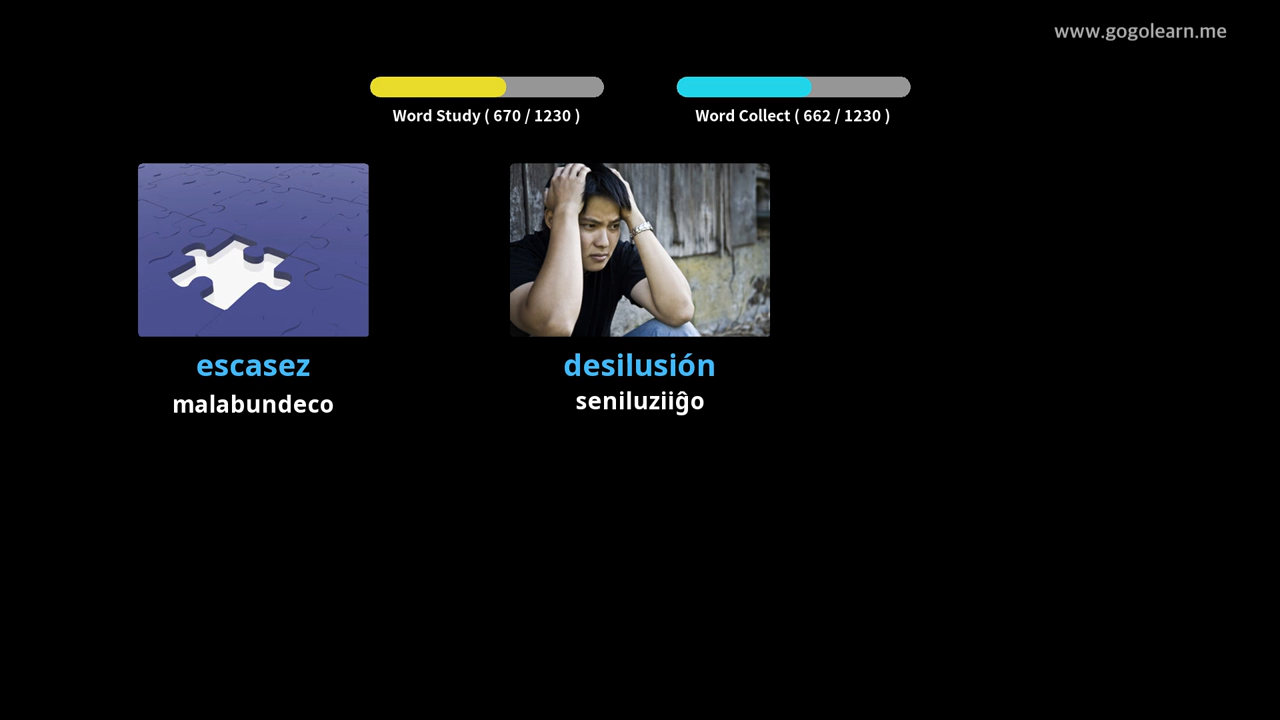 www.gogolearn.me
Word Study ( 670 / 1230 )
Word Collect ( 662 / 1230 )
escasez
malabundeco
desilusión
seniluziiĝo